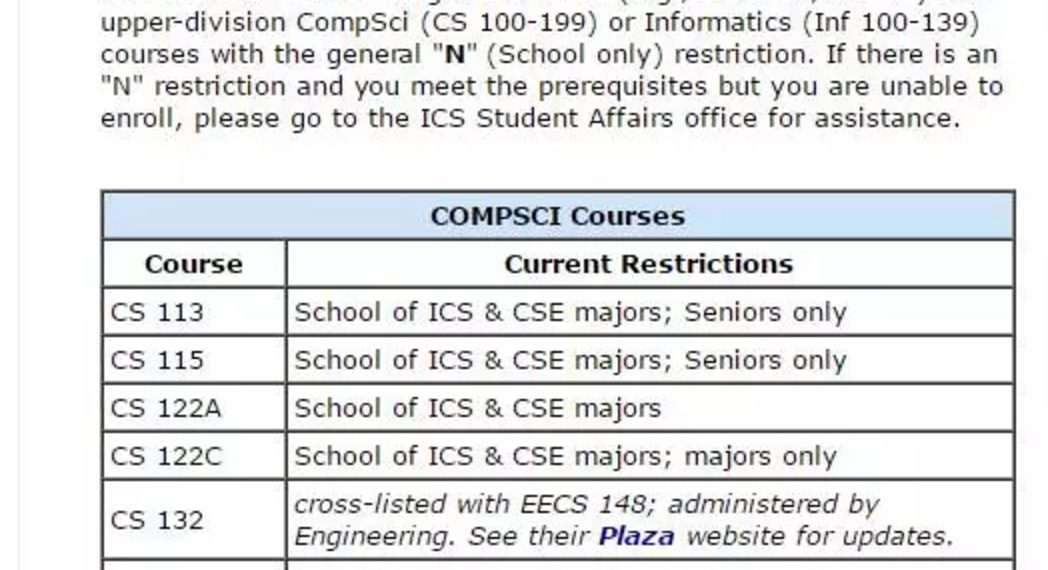 upper-division CompSci (CS 100-199) or Informatics (Inf 100-139)
courses with the general "N" (School only) restriction. If there is an
"N" restriction and you meet the prerequisites but you are unable to
enroll, please go to the ICS Student Affairs office for assistance.
COMPSCI Courses
Course Current Restrictions
CS 113 School of ICS & CSE majors; Seniors only
CS 115 School of ICS & CSE majors; Seniors only
CS 122A School of ICS & CSE majors
CS 122C School of ICS & CSE majors; majors only
CS 132 cross-listed with EECS 148; administered by
Engineering. See their Plaza website for updates.